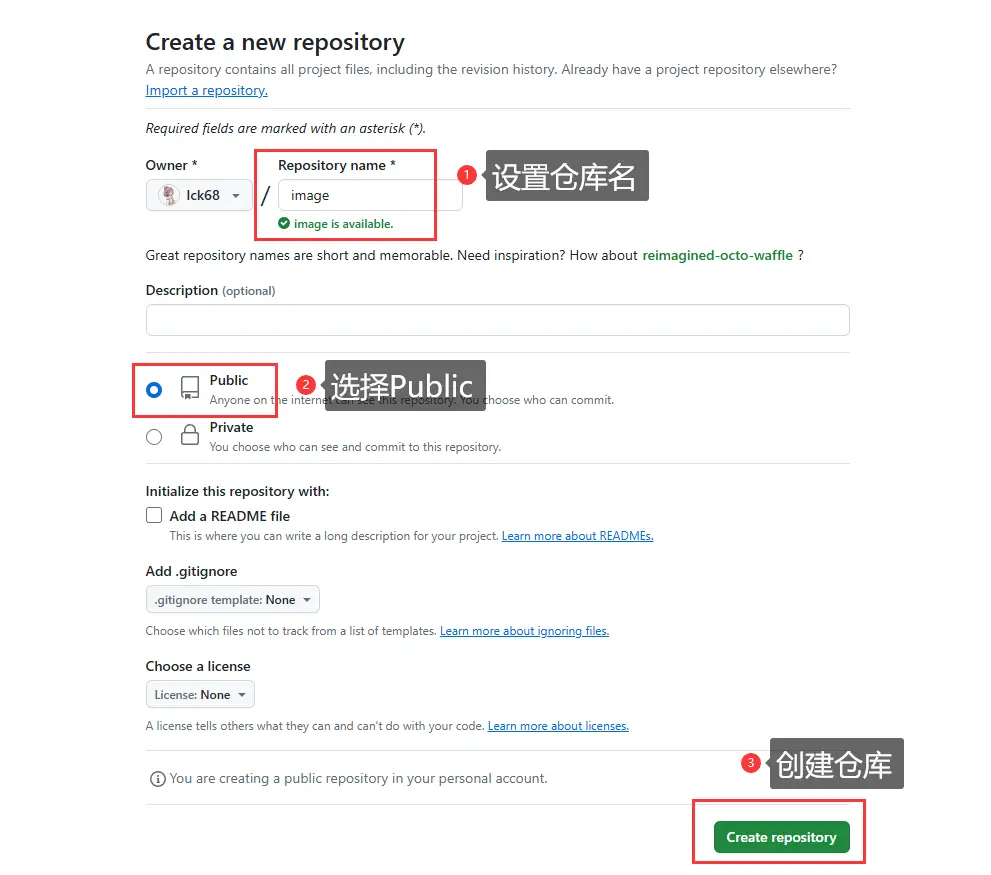 Create a new repository
A repository contains all project files, including the revision history. Already have a project repository elsewhere?
Import a repository.
Required fields are marked with an asterisk (*).
Owner *
Repository name *
1
设置仓库名
lck68
/
image
image is available.
Great repository names are short and memorable. Need inspiration? How about reimagined-octo-waffle ?
Description (optional)
Public
2
选择Public
Anyone on the internet can see this repository. You choose who can commit.
Private
You choose who can see and commit to this repository.
Initialize this repository with:
Add a README file
This is where you can write a long description for your project. Learn more about READMEs.
Add .gitignore
.gitignore template: None
Choose which files not to track from a list of templates. Learn more about ignoring files.
Choose a license
License: None
A license tells others what they can and can't do with your code. Learn more about licenses.
3
创建仓库
You are creating a public repository in your personal account.
Create repository